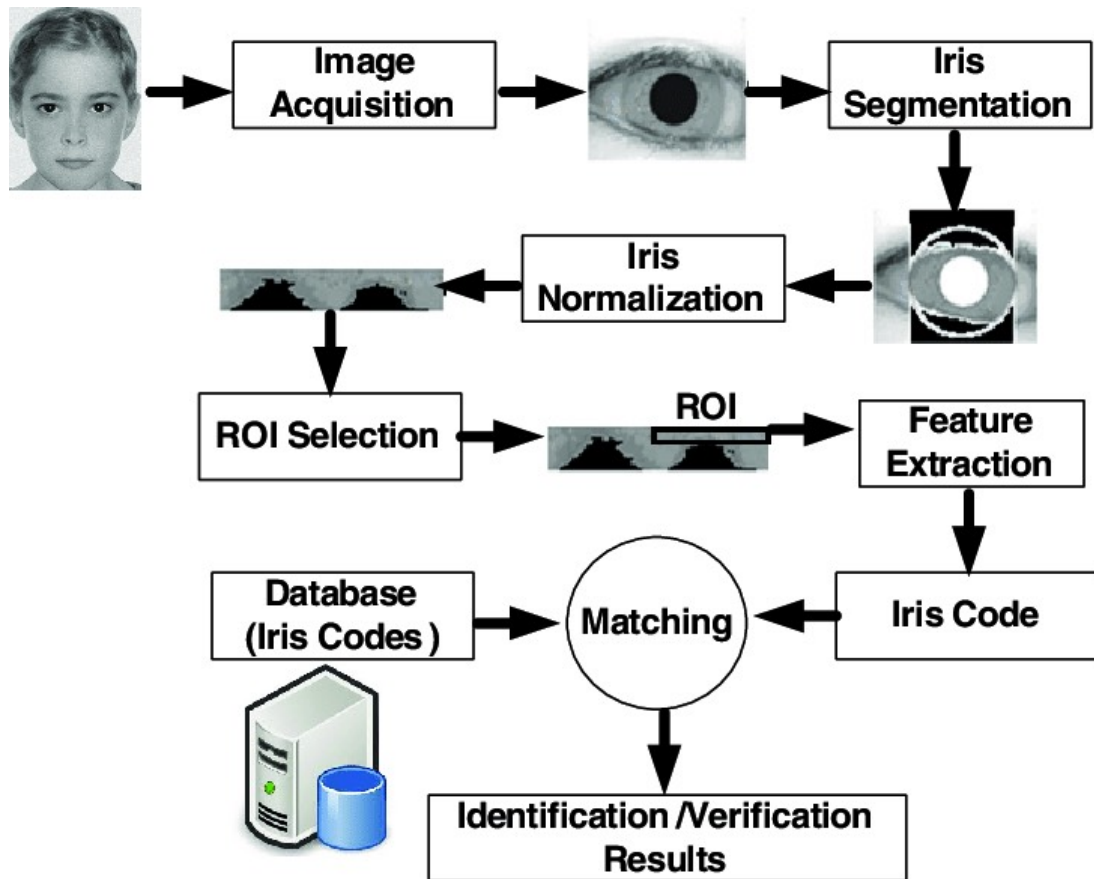 Image
Acquisition
Iris
Segmentation
Iris
Normalization
ROI Selection
ROI
Feature
Extraction
Database
(Iris Codes )
Matching
Iris Code
Identification /Verification
Results